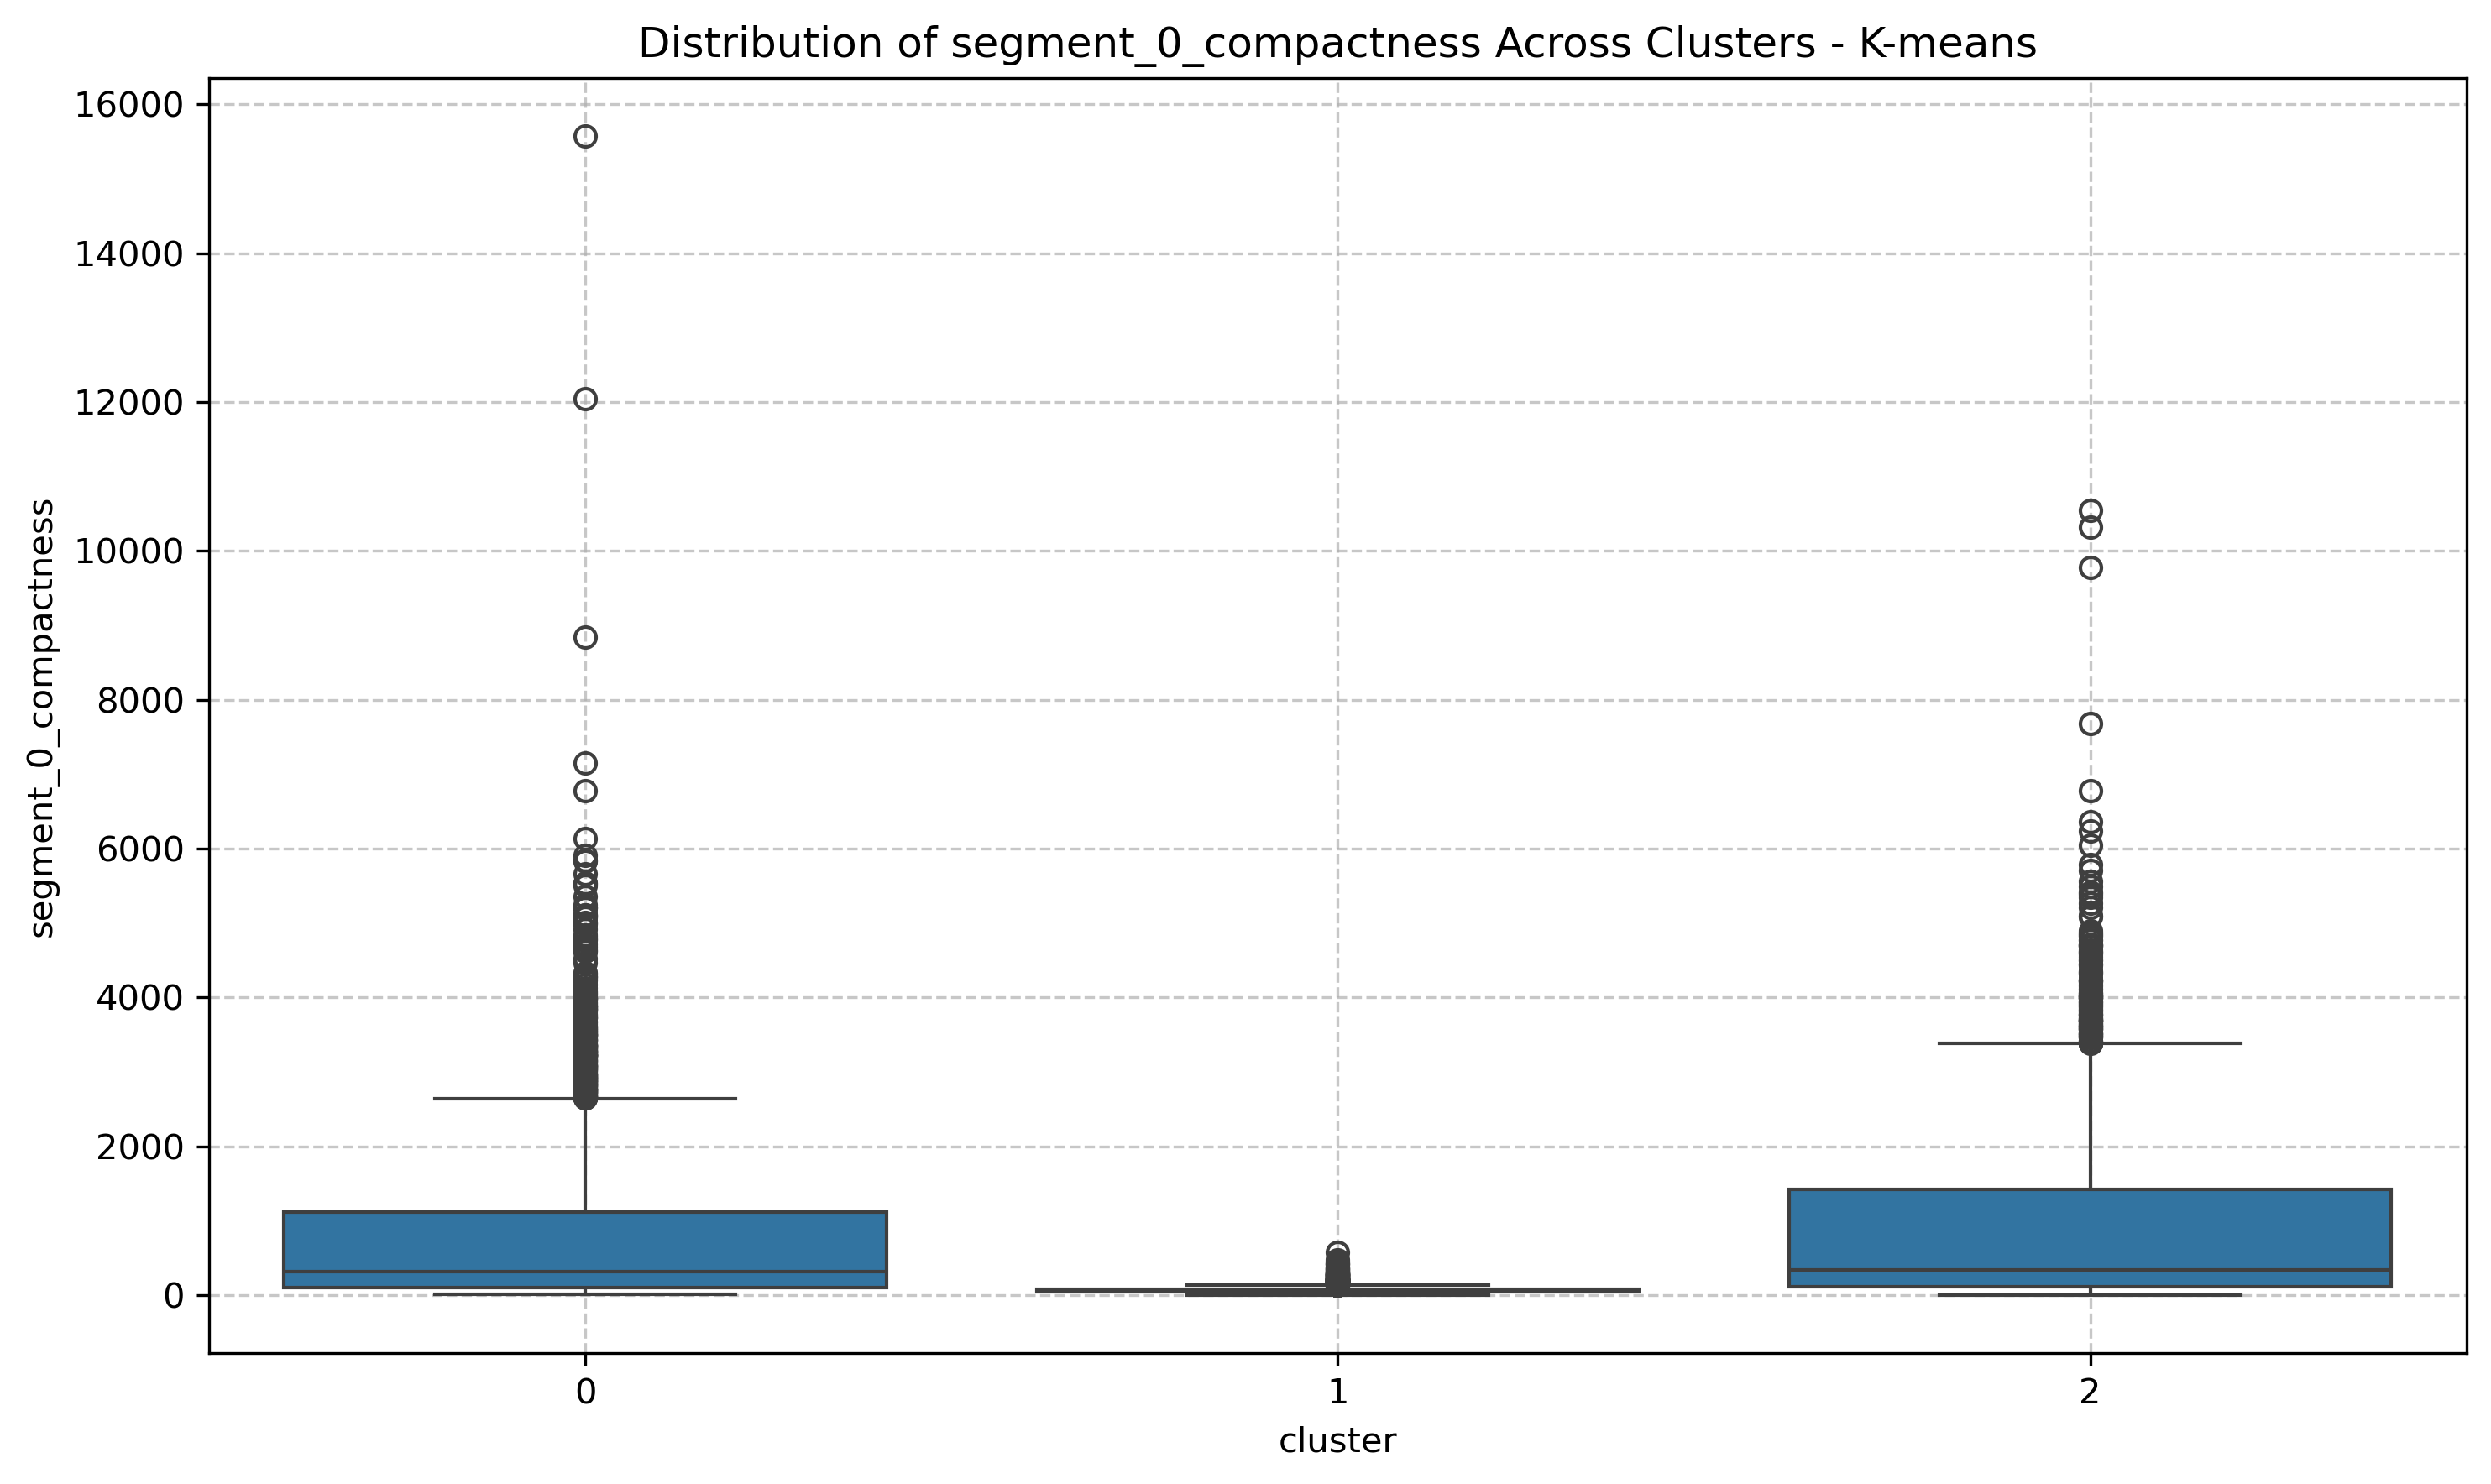 Distribution of segment_0_compactness Across Clusters - K-means
16000
14000
12000
10000
8000
6000
4000
2000
0
segment_0_compactness
0 1 2
cluster